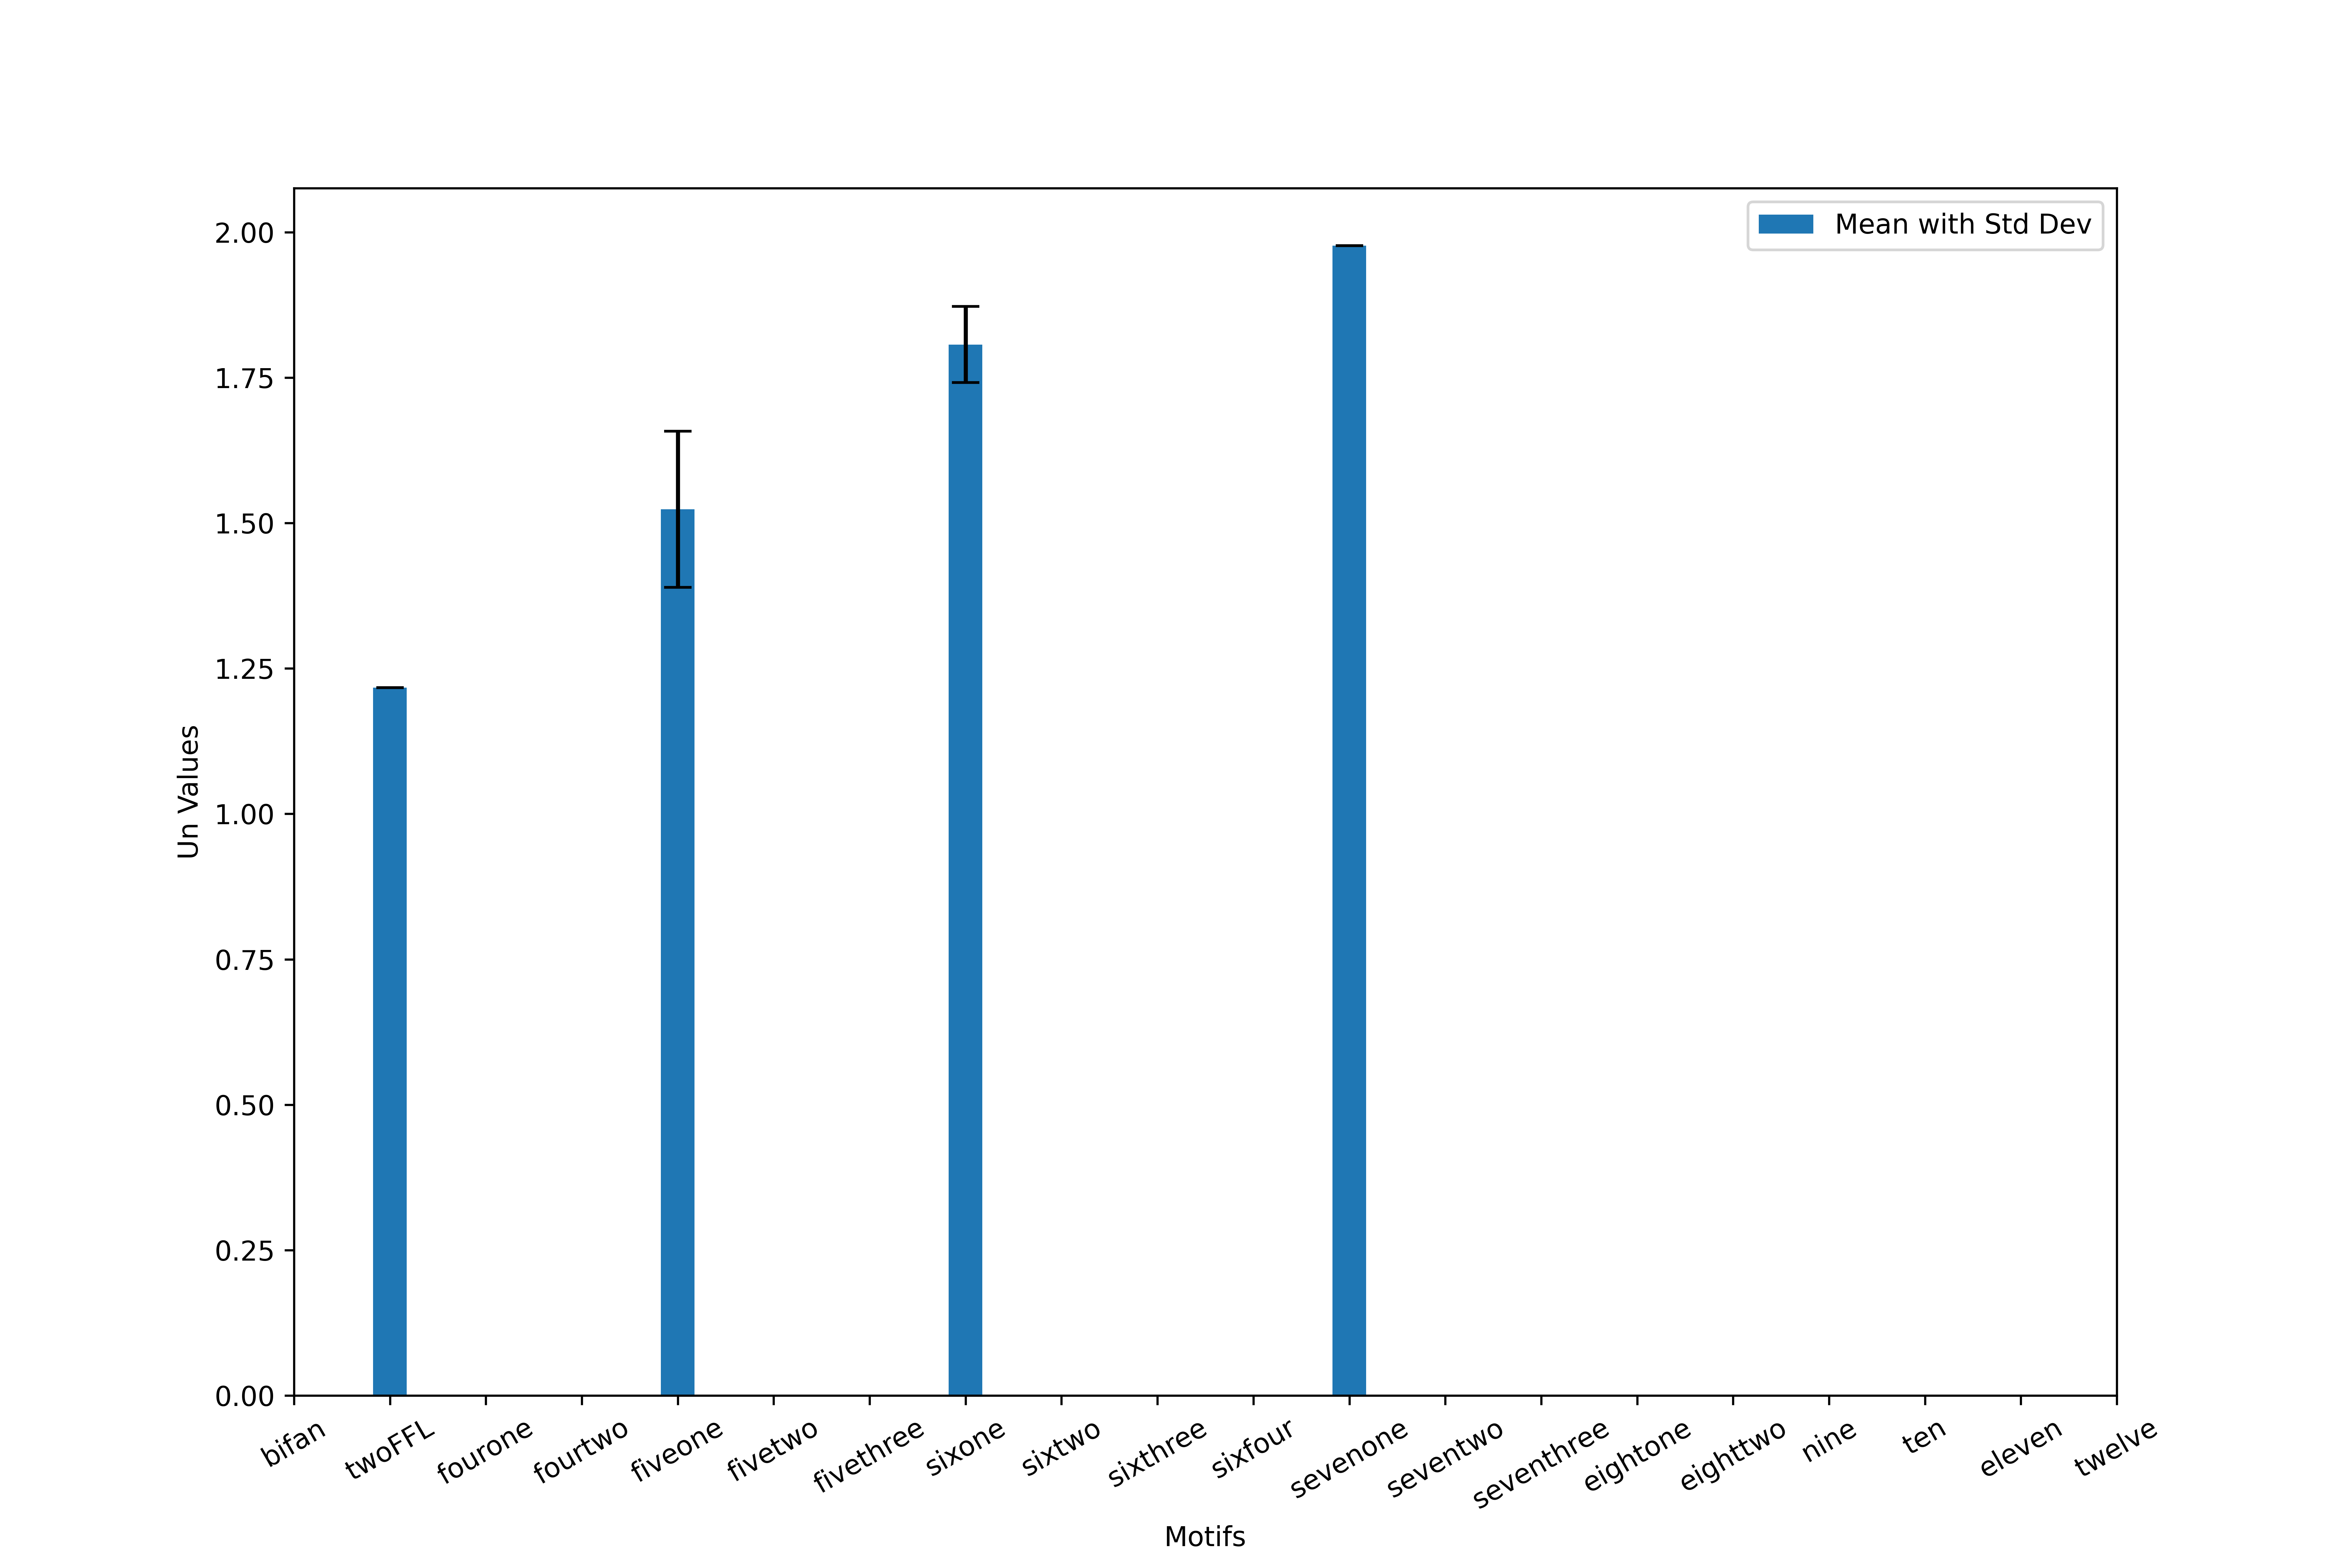 Mean with Std Dev
2.00
1.75
1.50
1.25
1.00
0.75
0.50
0.25
0.00
Un Values
bifan
twoFFL
fourone
fourtwo
fiveone
fivetwo
fivethree
sixone
sixtwo
sixthree
sixfour
sevenone
seventwo
seventhree
eightone
eighttwo
nine
ten
eleven
twelve
Motifs